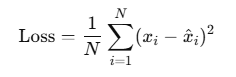 Loss = \frac{1}{N} \sum_{i=1}^{N} (x_i - \hat{x}_i)^2